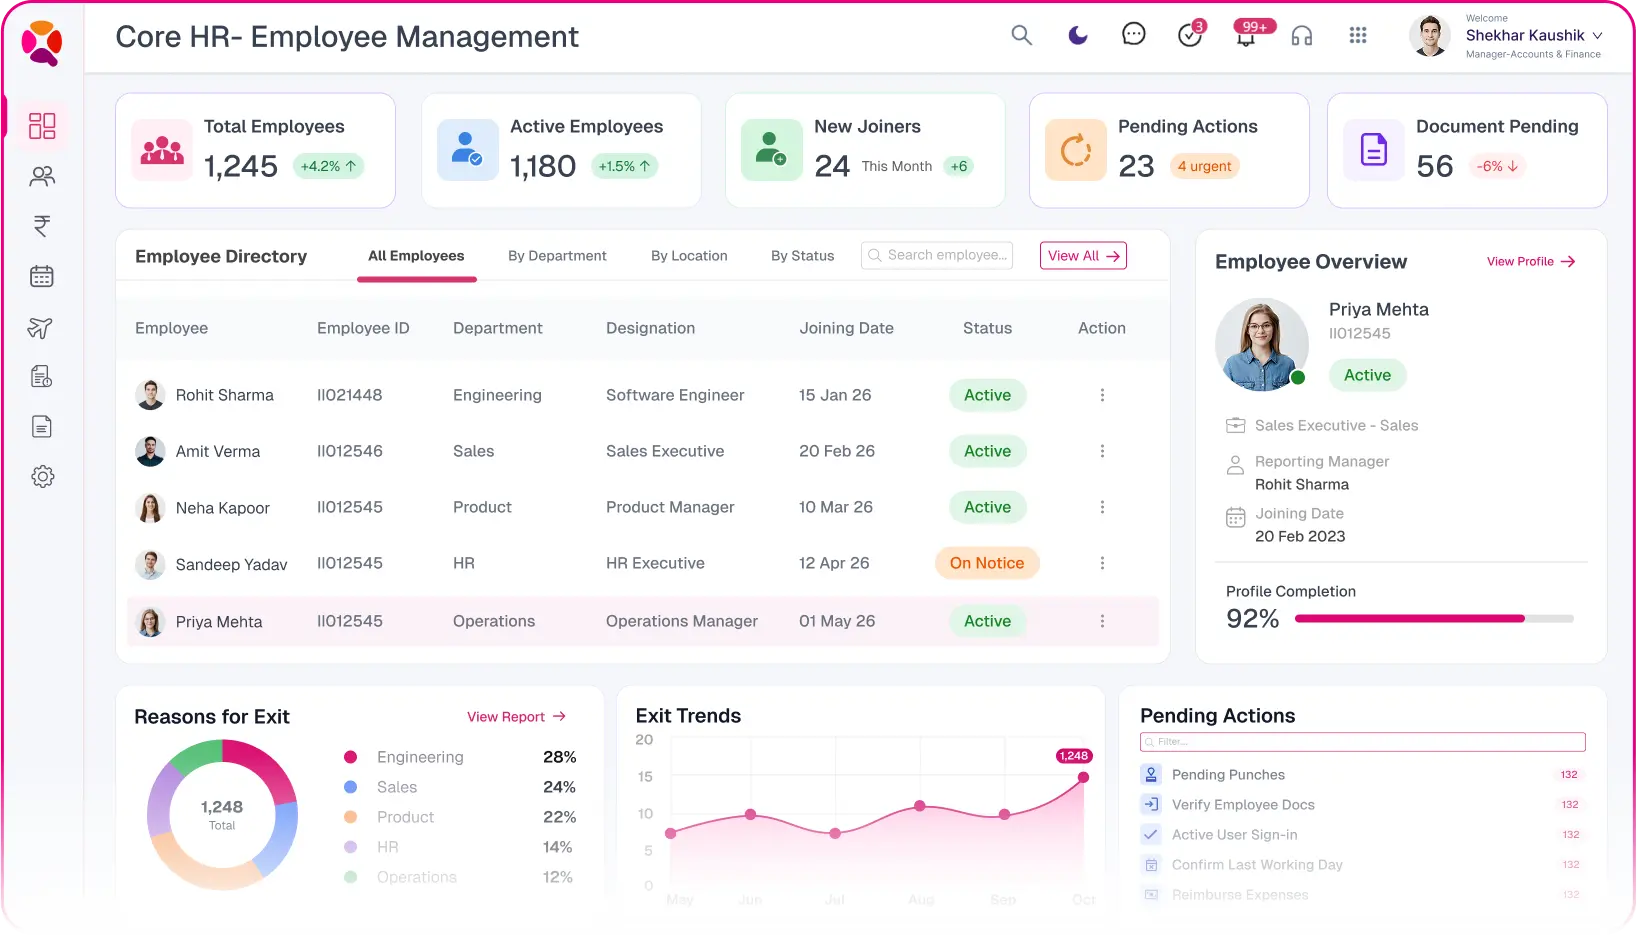 Core HR- Employee Management
3
99+
Welcome
Shekhar Kaushik
Manager-Accounts & Finance
Total Employees
1,245 +4.2% ↑
Active Employees
1,180 +1.5% ↑
New Joiners
24 This Month +6
Pending Actions
23 4 urgent
Document Pending
56 -6% ↓
Employee Directory All Employees By Department By Location By Status Search employee... View All →
Employee Employee ID Department Designation Joining Date Status Action
Rohit Sharma II021448 Engineering Software Engineer 15 Jan 26 Active
Amit Verma II012546 Sales Sales Executive 20 Feb 26 Active
Neha Kapoor II012545 Product Product Manager 10 Mar 26 Active
Sandeep Yadav II012545 HR HR Executive 12 Apr 26 On Notice
Priya Mehta II012545 Operations Operations Manager 01 May 26 Active
Employee Overview View Profile →
Priya Mehta
II012545
Active
Sales Executive - Sales
Reporting Manager
Rohit Sharma
Joining Date
20 Feb 2023
Profile Completion
92%
Reasons for Exit View Report →
1,248
Total
Engineering 28%
Sales 24%
Product 22%
HR 14%
Operations 12%
Exit Trends
20
15
10
5
0
1,248
May Jun Jul Aug Sep Oct
Pending Actions
Filter...
Pending Punches 132
Verify Employee Docs 132
Active User Sign-in 132
Confirm Last Working Day 132
Reimburse Expenses 132